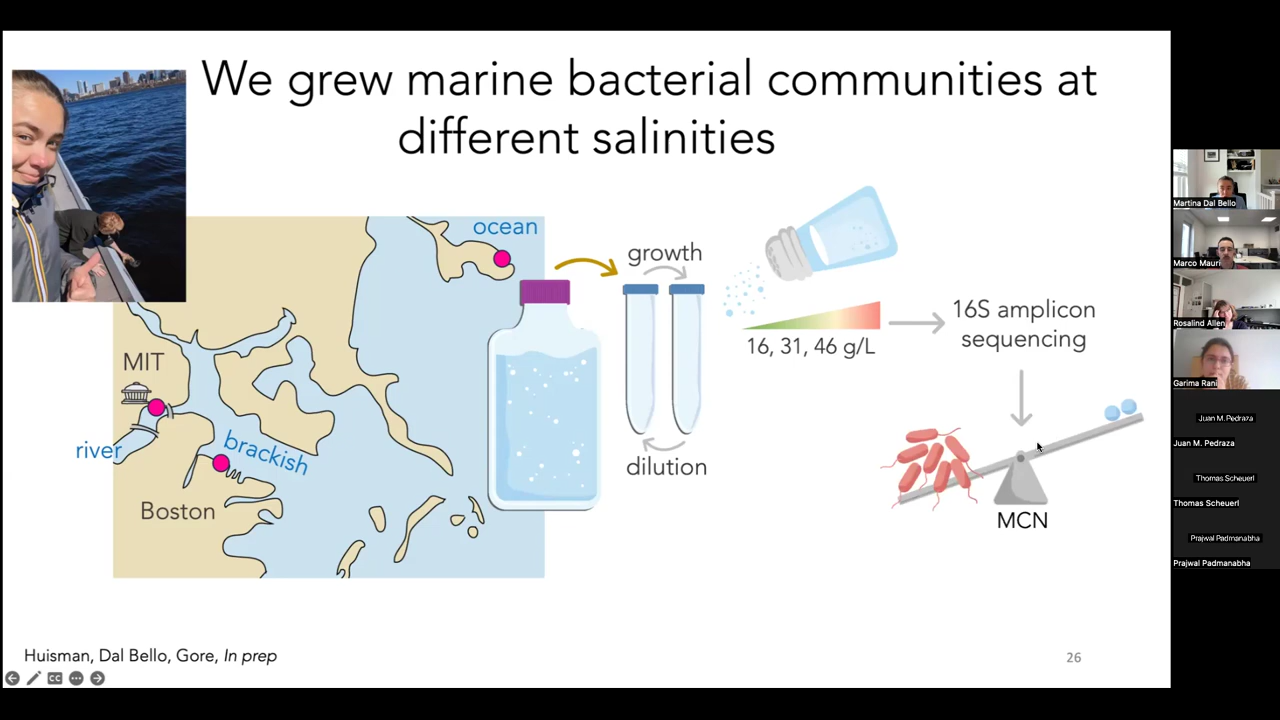 We grew marine bacterial communities at
different salinities
ocean
growth
MIT
river
brackish
Boston
dilution
16, 31, 46 g/L
16S amplicon
sequencing
MCN
Huisman, Dal Bello, Gore, In prep
26
CC
Martina Dal Bello
Marco Mauri
Rosalind Allen
Garima Rani
Juan M. Pedraza
Juan M. Pedraza
Thomas Scheuerl
Thomas Scheuerl
Prajwal Padmanabha
Prajwal Padmanabha